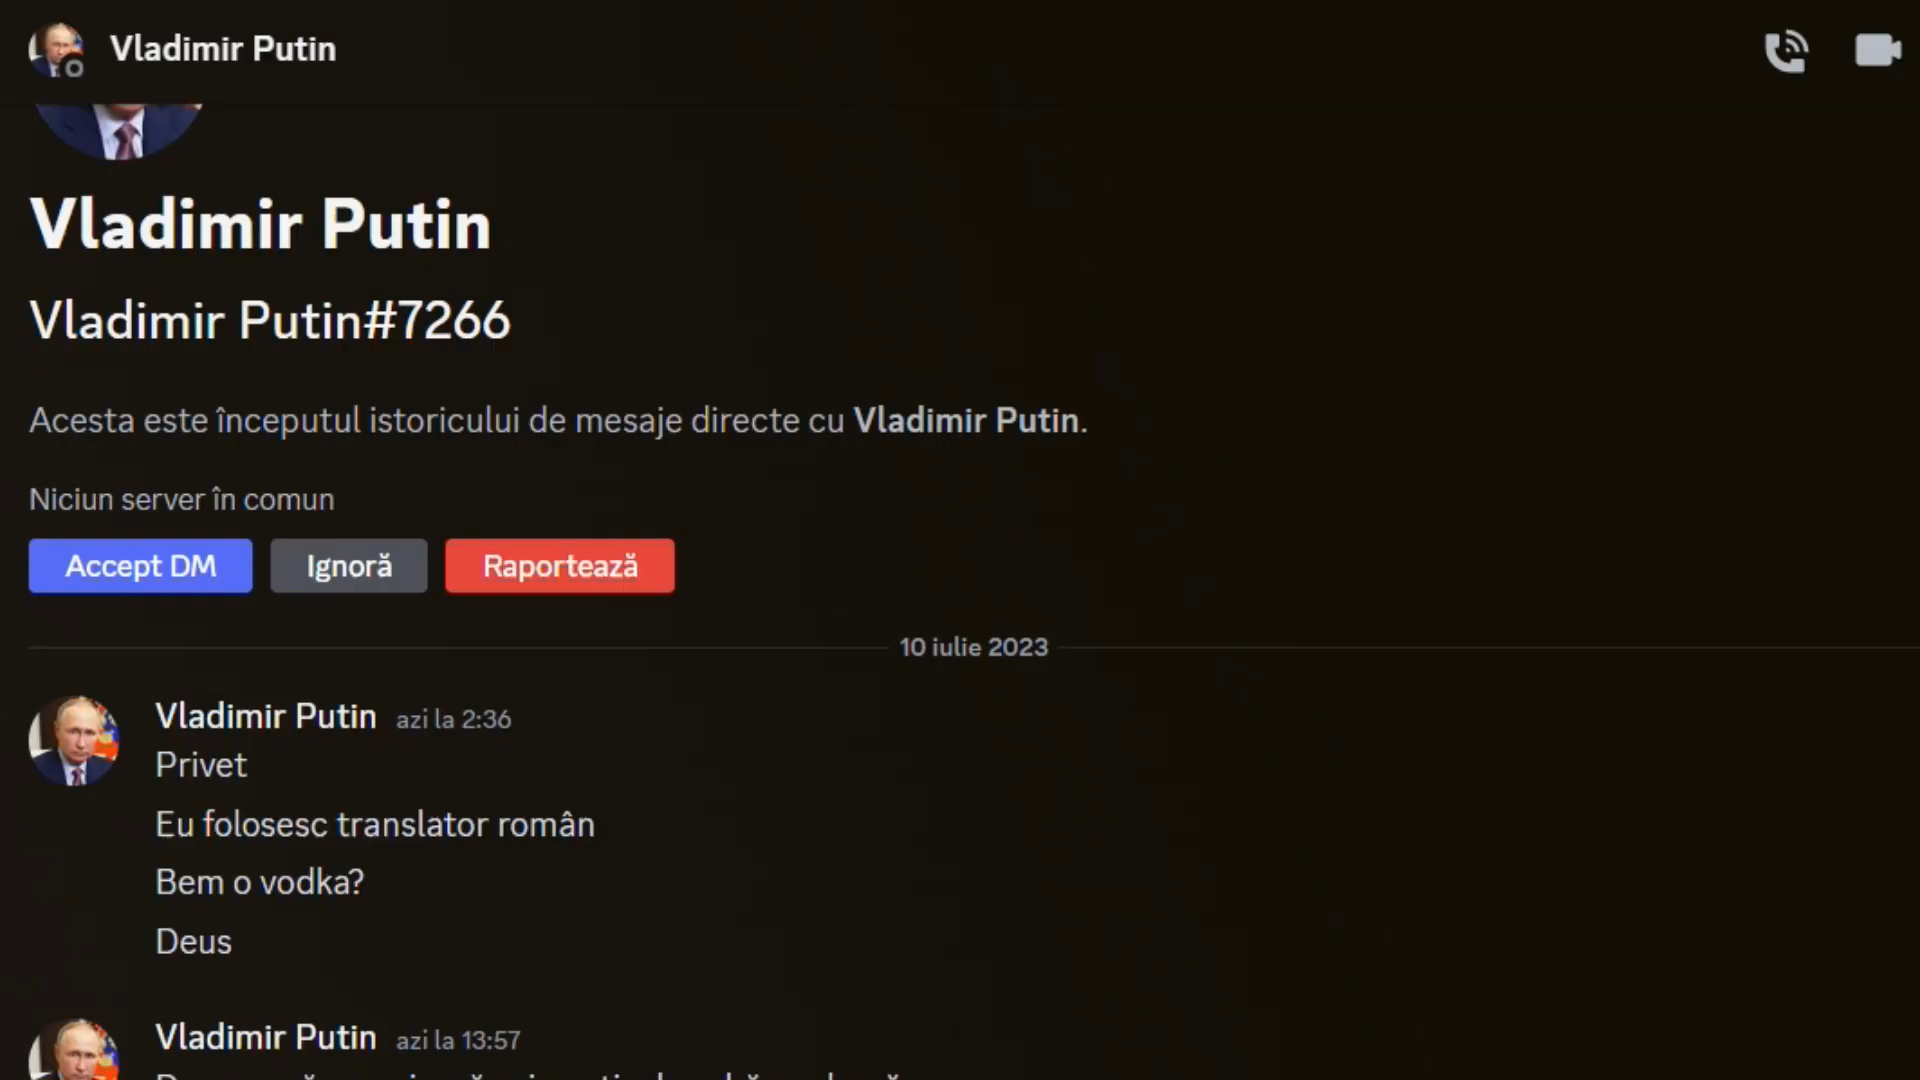 Vladimir Putin
Vladimir Putin
Vladimir Putin#7266
Acesta este începutul istoricului de mesaje directe cu Vladimir Putin.
Niciun server în comun
Accept DM Ignoră Raportează
10 iulie 2023
Vladimir Putin azi la 2:36
Privet
Eu folosesc translator român
Bem o vodka?
Deus
Vladimir Putin azi la 13:57